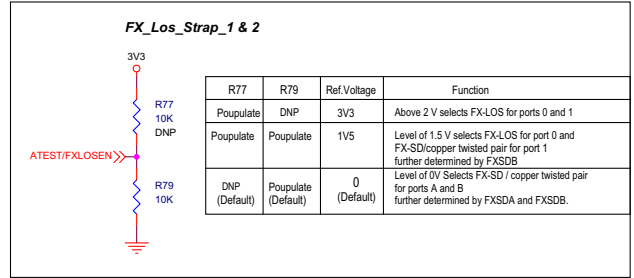 FX_Los_Strap_1 & 2
3V3
R77
10K
DNP
ATEST/FXLOSEN
R79
10K
R77 R79 Ref.Voltage Function
Poupulate DNP 3V3 Above 2 V selects FX-LOS for ports 0 and 1
Poupulate Poupulate 1V5 Level of 1.5 V selects FX-LOS for port 0 and
FX-SD/copper twisted pair for port 1
further determined by FXSDB
DNP (Default) Poupulate (Default) 0 (Default) Level of 0V Selects FX-SD / copper twisted pair
for ports A and B
further determined by FXSDA and FXSDB.